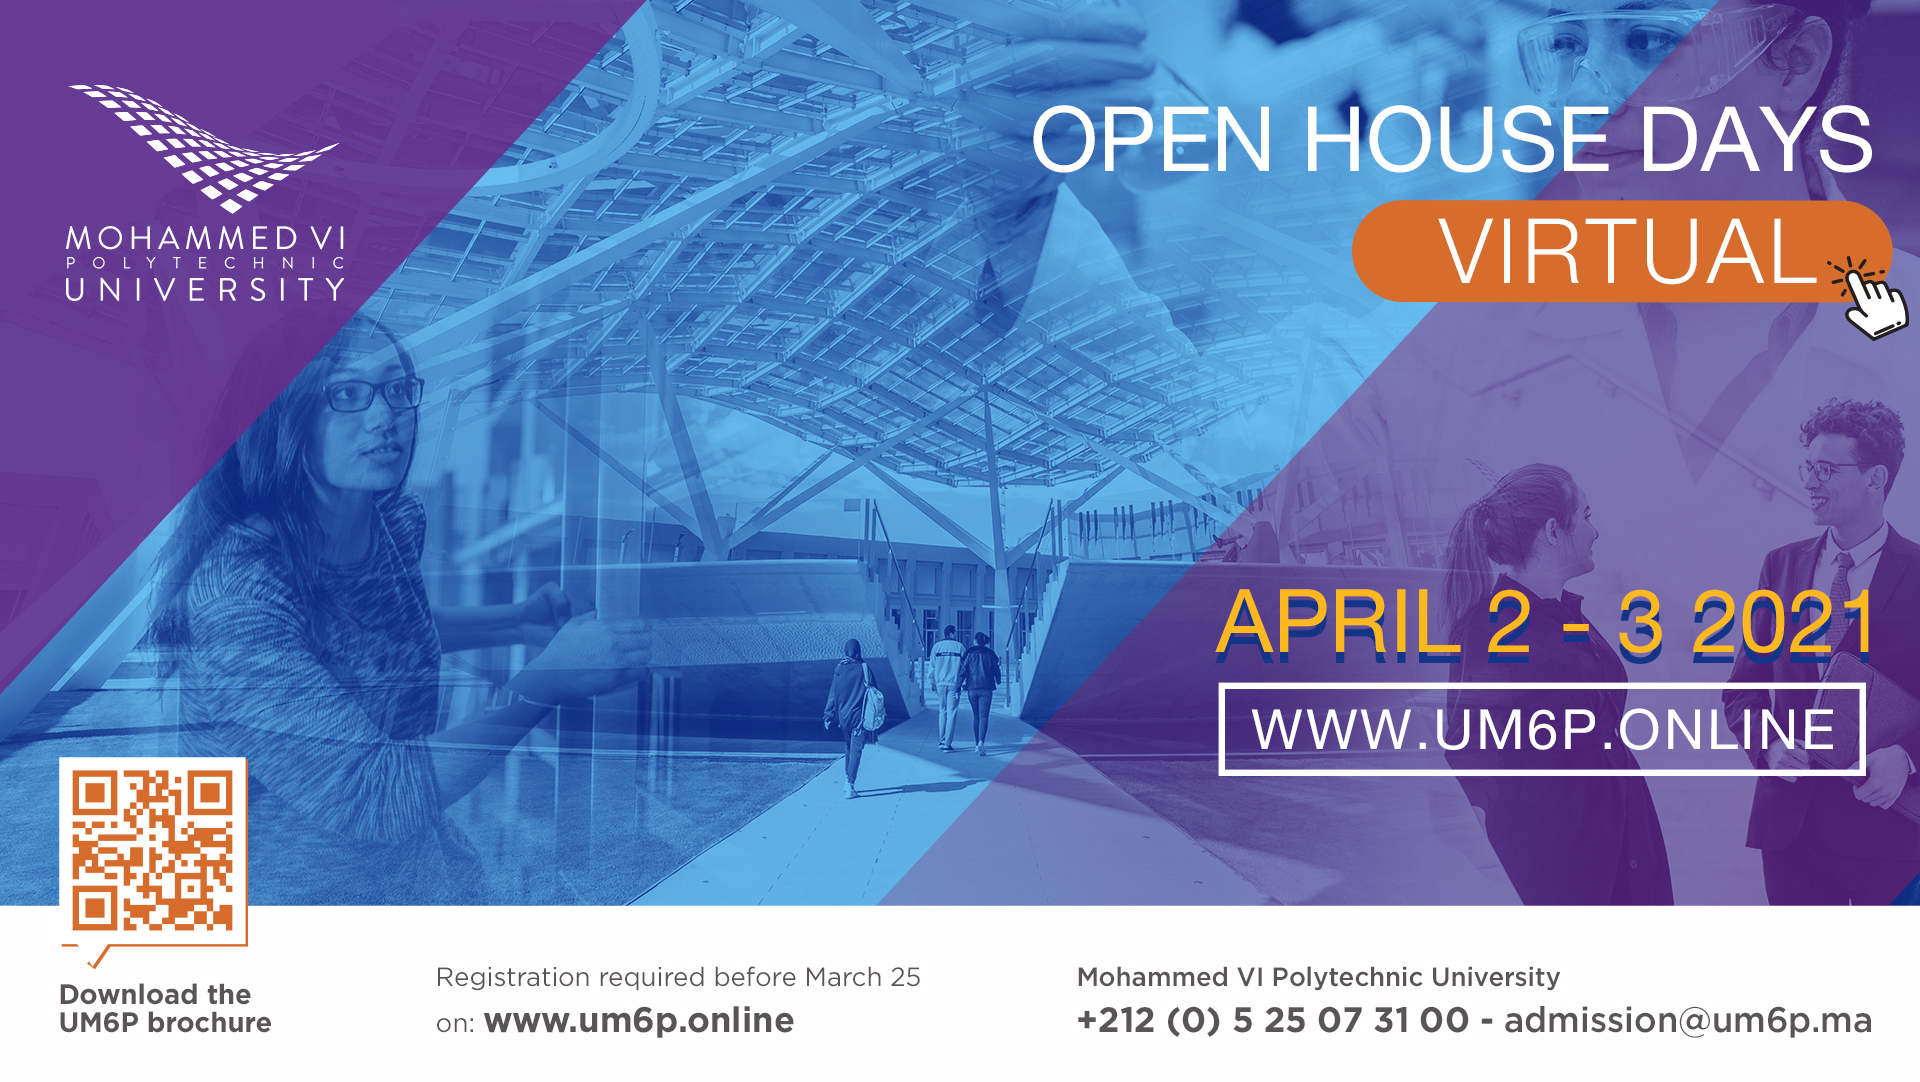 MOHAMMED VI
POLYTECHNIC
UNIVERSITY
OPEN HOUSE DAYS
VIRTUAL
APRIL 2 - 3 2021
WWW.UM6P.ONLINE
Download the
UM6P brochure
Registration required before March 25
on: www.um6p.online
Mohammed VI Polytechnic University
+212 (0) 5 25 07 31 00 - admission@um6p.ma